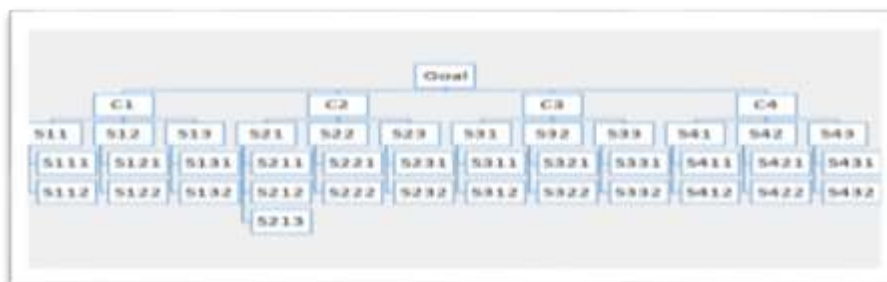 Goal
C1 C2 C3 C4
S11 S12 S13 S21 S22 S23 S31 S32 S33 S41 S42 S43
S111 S121 S131 S211 S221 S231 S311 S321 S331 S411 S421 S431
S112 S122 S132 S212 S222 S232 S312 S322 S332 S412 S422 S432
S213